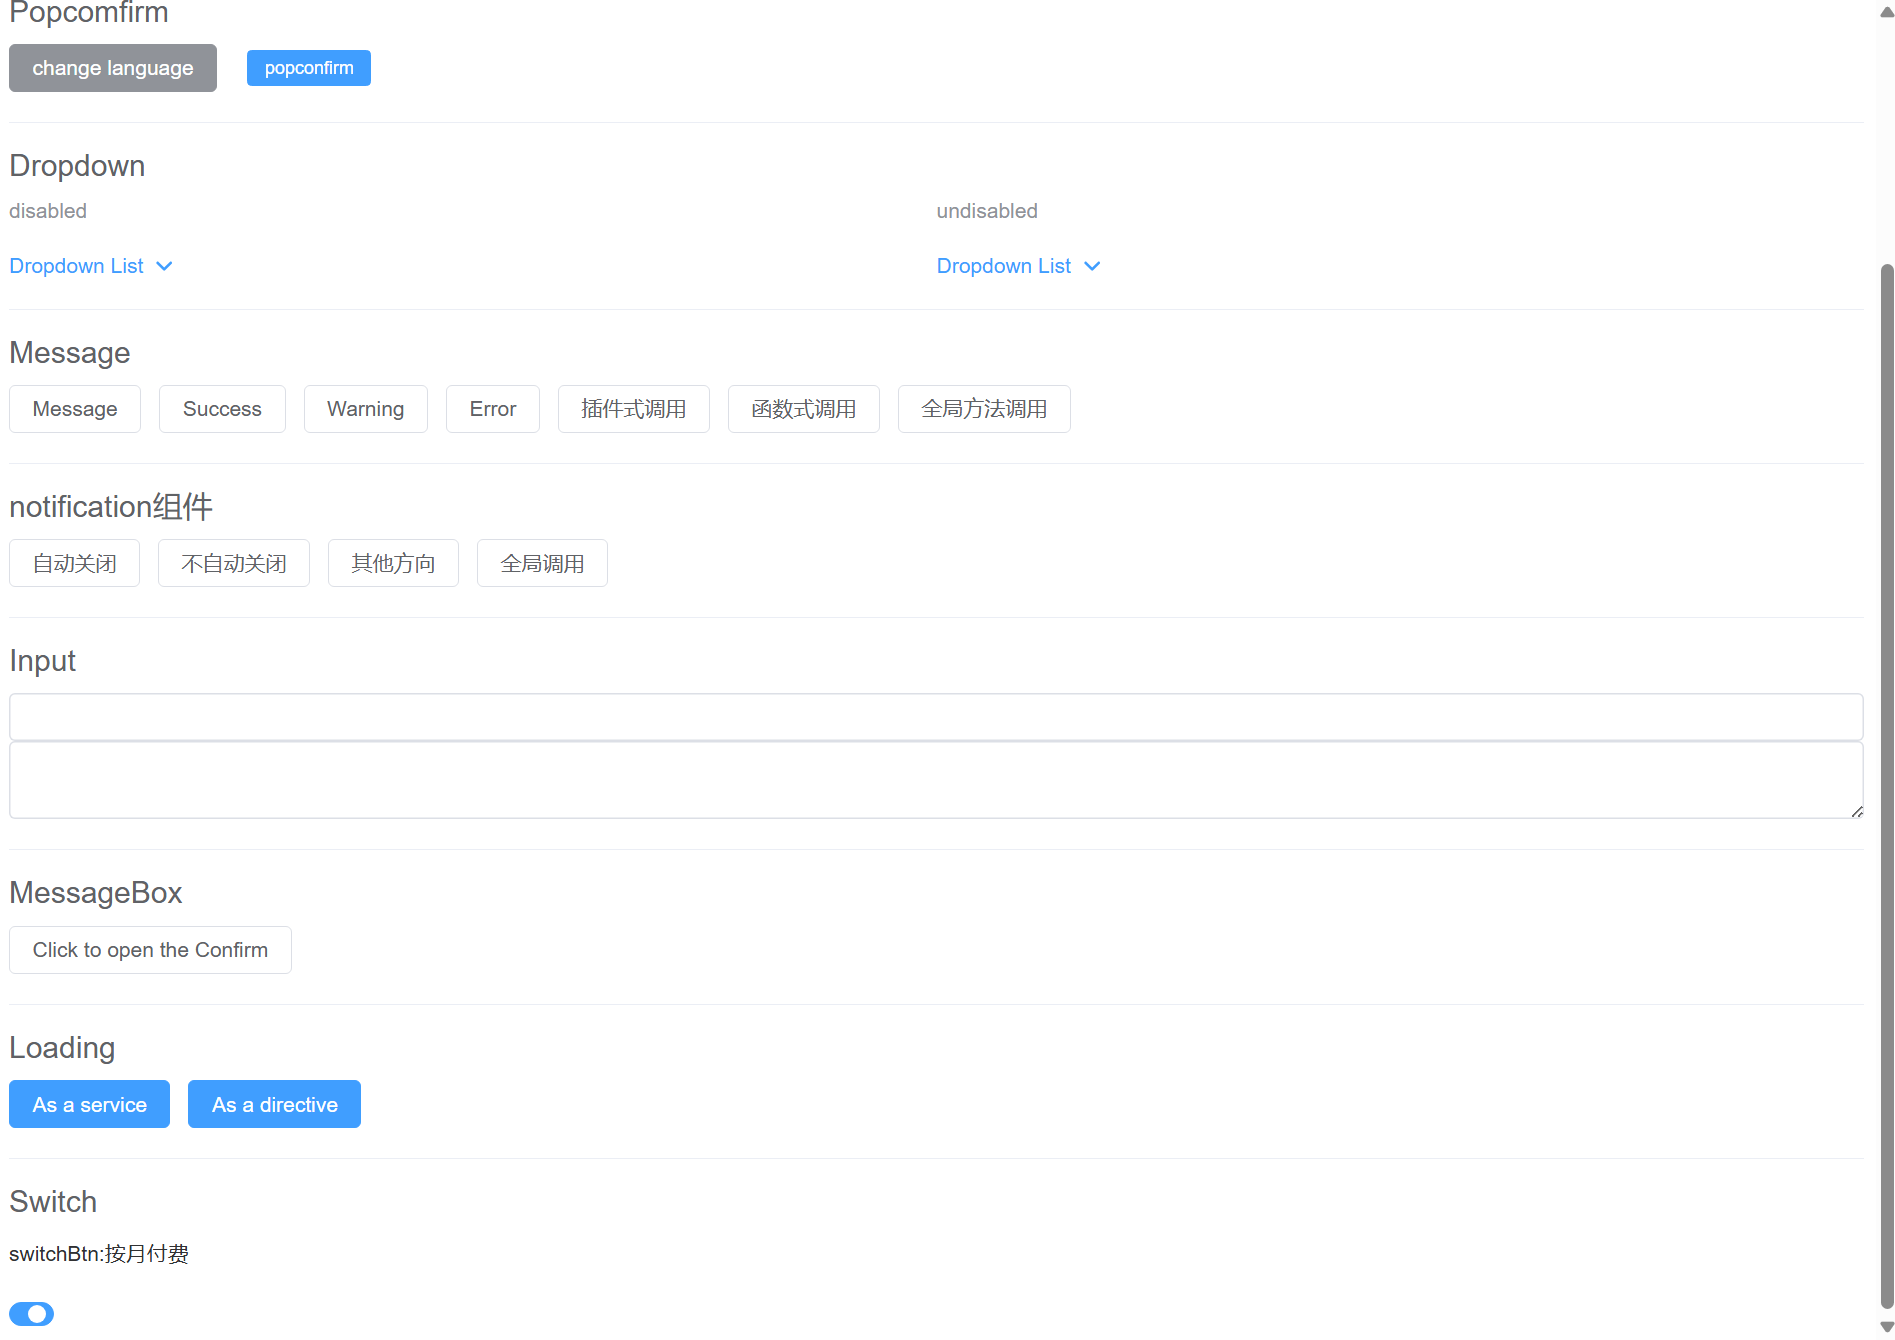 Popcomfirm
change language popconfirm
Dropdown
disabled undisabled
Dropdown List Dropdown List
Message
Message Success Warning Error 插件式调用 函数式调用 全局方法调用
notification组件
自动关闭 不自动关闭 其他方向 全局调用
Input
MessageBox
Click to open the Confirm
Loading
As a service As a directive
Switch
switchBtn:按月付费